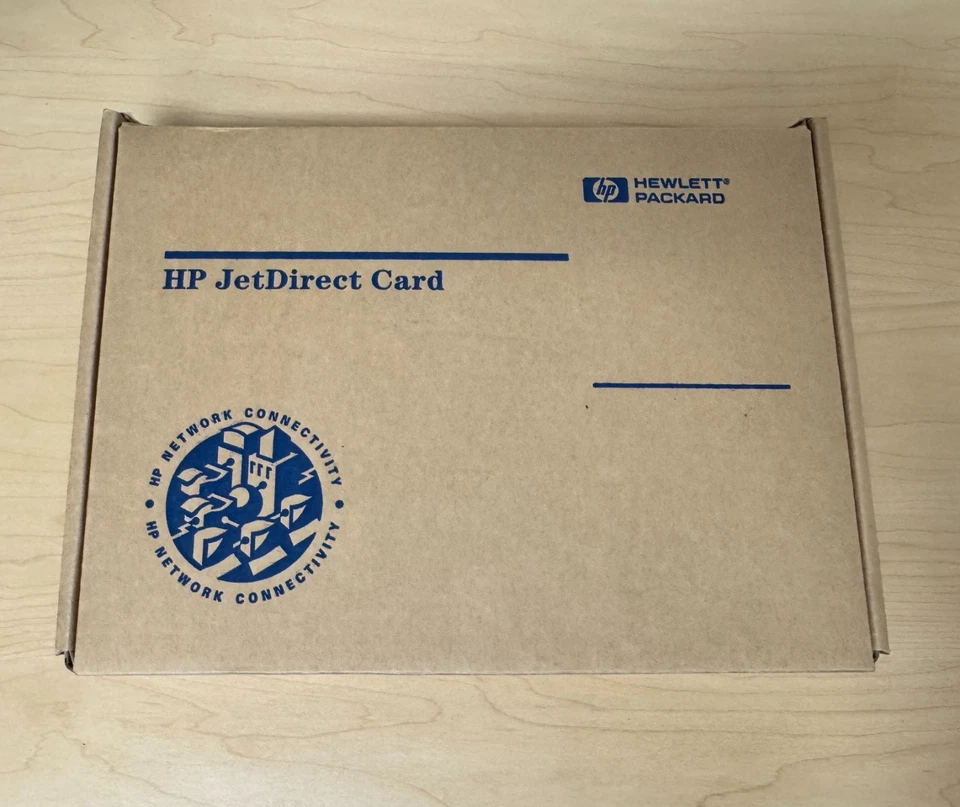 hp HEWLETT®
PACKARD
HP JetDirect Card
HP NETWORK CONNECTIVITY
HP NETWORK CONNECTIVITY